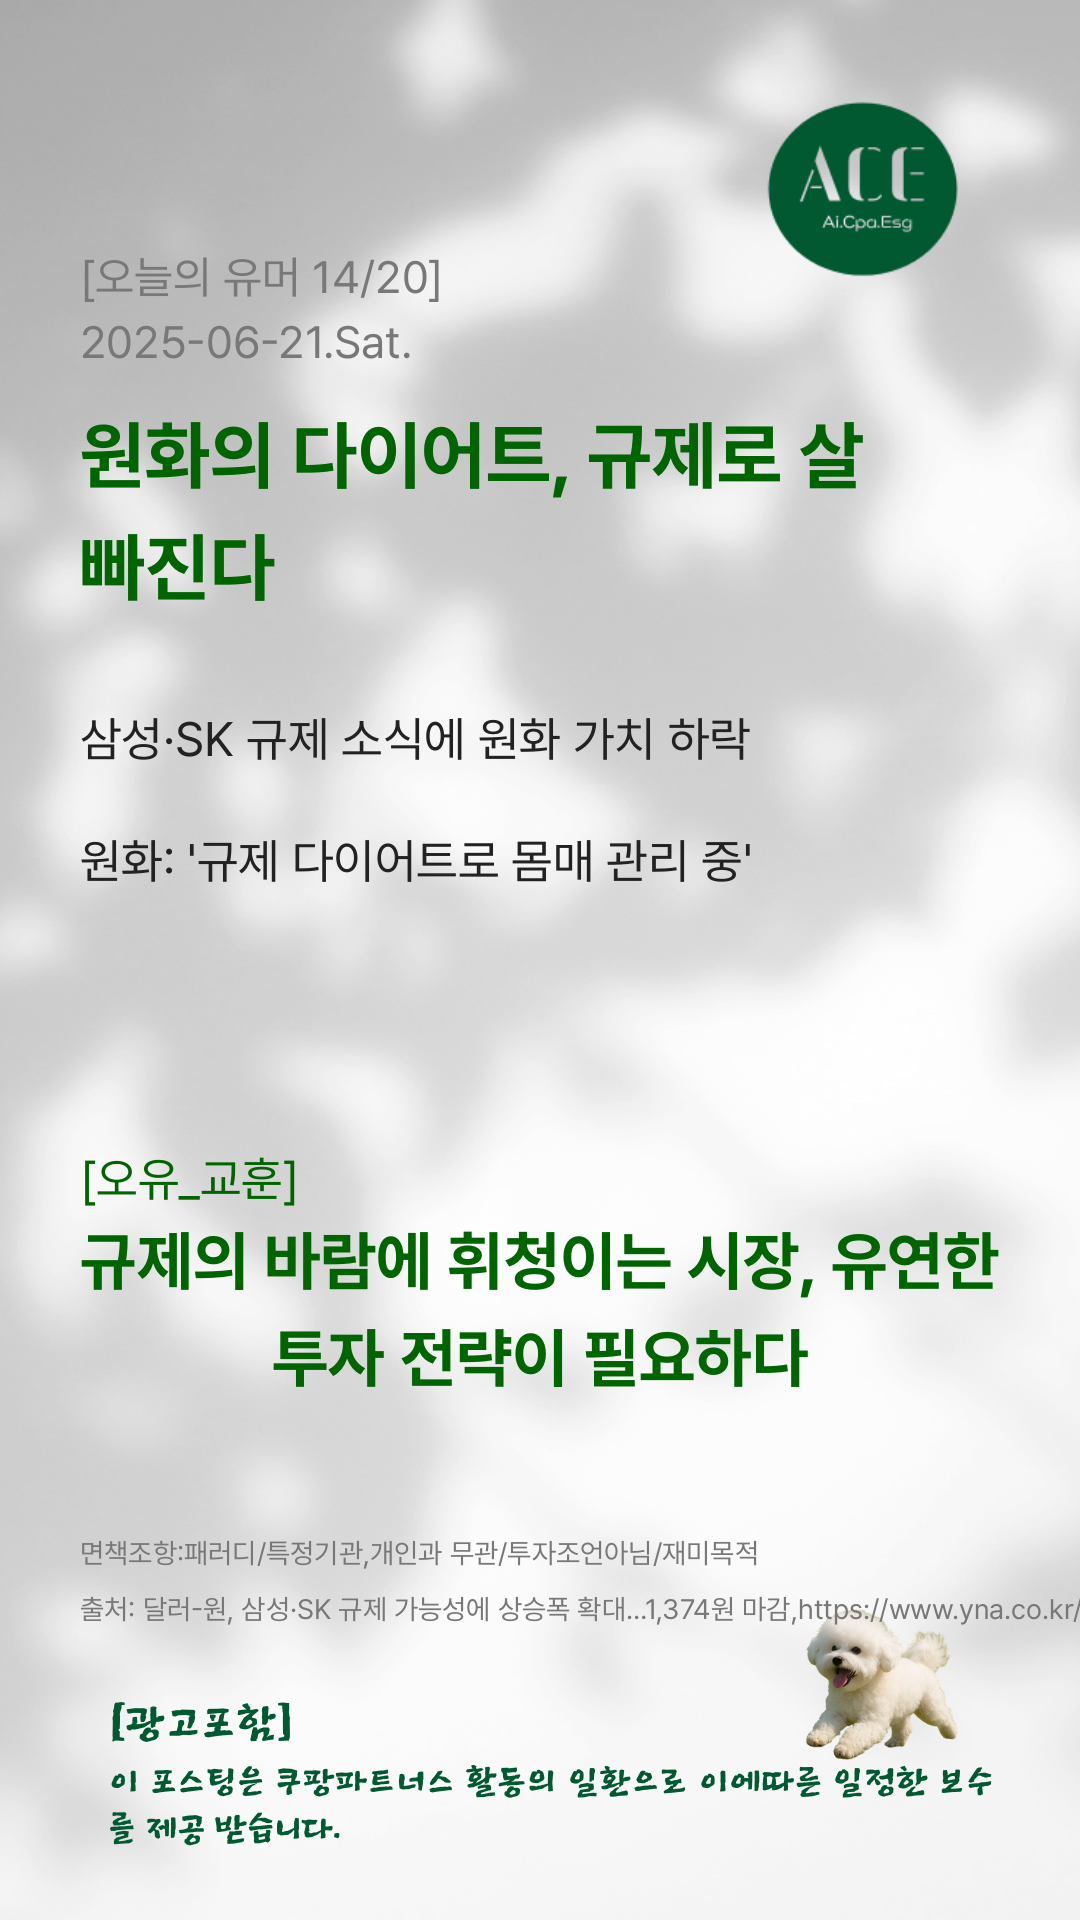 ACE
Ai.Cpa.Esg
[오늘의 유머 14/20]
2025-06-21.Sat.
원화의 다이어트, 규제로 살
빠진다
삼성·SK 규제 소식에 원화 가치 하락
원화: '규제 다이어트로 몸매 관리 중'
[오유_교훈]
규제의 바람에 휘청이는 시장, 유연한
투자 전략이 필요하다
면책조항:패러디/특정기관,개인과 무관/투자조언아님/재미목적
출처: 달러-원, 삼성·SK 규제 가능성에 상승폭 확대…1,374원 마감,https://www.yna.co.kr/
[광고포함]
이 포스팅은 쿠팡파트너스 활동의 일환으로 이에따른 일정한 보수
를 제공 받습니다.